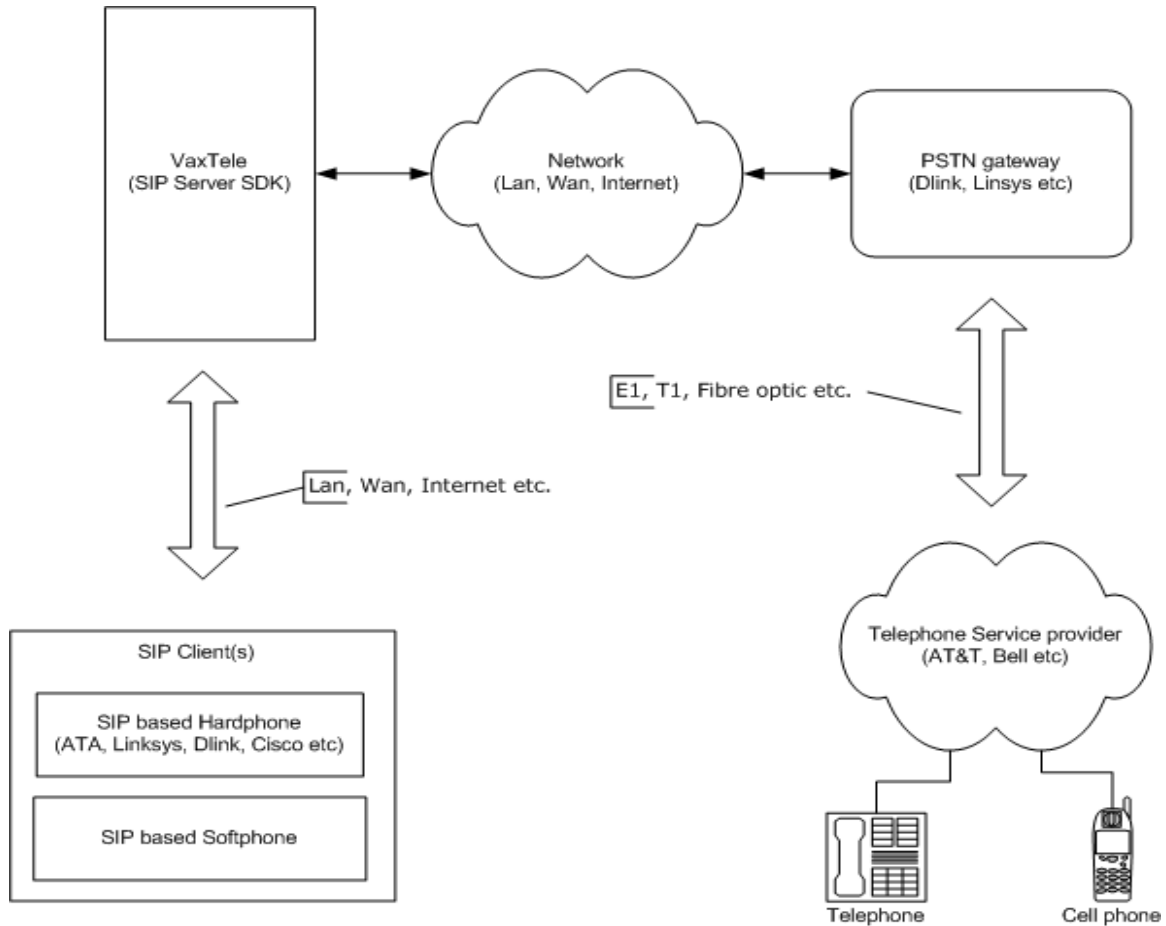 VaxTele
(SIP Server SDK)
Network
(Lan, Wan, Internet)
PSTN gateway
(Dlink, Linsys etc)
E1, T1, Fibre optic etc.
Lan, Wan, Internet etc.
SIP Client(s)
SIP based Hardphone
(ATA, Linksys, Dlink, Cisco etc)
SIP based Softphone
Telephone Service provider
(AT&T, Bell etc)
Telephone
Cell phone